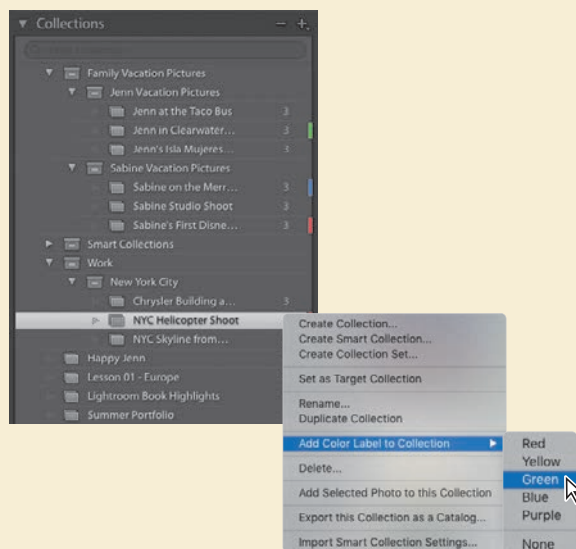 Collections
Family Vacation Pictures
Jenn Vacation Pictures
Jenn at the Taco Bus 3
Jenn in Clearwater... 3
Jenn's Isla Mujeres... 3
Sabine Vacation Pictures
Sabine on the Merr... 3
Sabine Studio Shoot 3
Sabine's First Disne... 3
Smart Collections
Work
New York City
Chrysler Building a... 3
NYC Helicopter Shoot
NYC Skyline from...
Happy Jenn
Lesson 01 - Europe
Lightroom Book Highlights
Summer Portfolio
Create Collection...
Create Smart Collection...
Create Collection Set...
Set as Target Collection
Rename...
Duplicate Collection
Add Color Label to Collection
Delete...
Add Selected Photo to this Collection
Export this Collection as a Catalog...
Import Smart Collection Settings...
Red
Yellow
Green
Blue
Purple
None